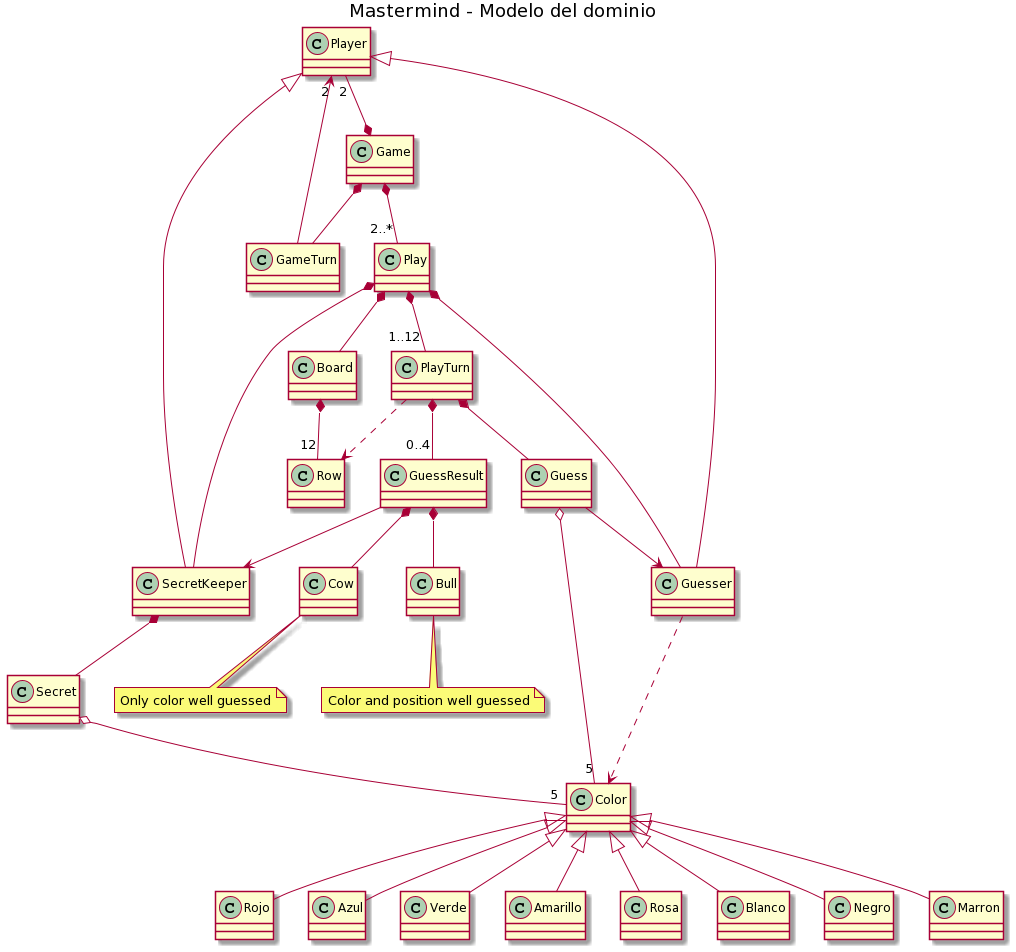 Mastermind - Modelo del dominio
C Player
2
2
C Game
2..*
C GameTurn
C Play
1..12
C Board
C PlayTurn
12
0..4
C Row
C GuessResult
C Guess
C SecretKeeper
C Cow
C Bull
C Guesser
C Secret
Only color well guessed
Color and position well guessed
5
5
C Color
C Rojo
C Azul
C Verde
C Amarillo
C Rosa
C Blanco
C Negro
C Marron